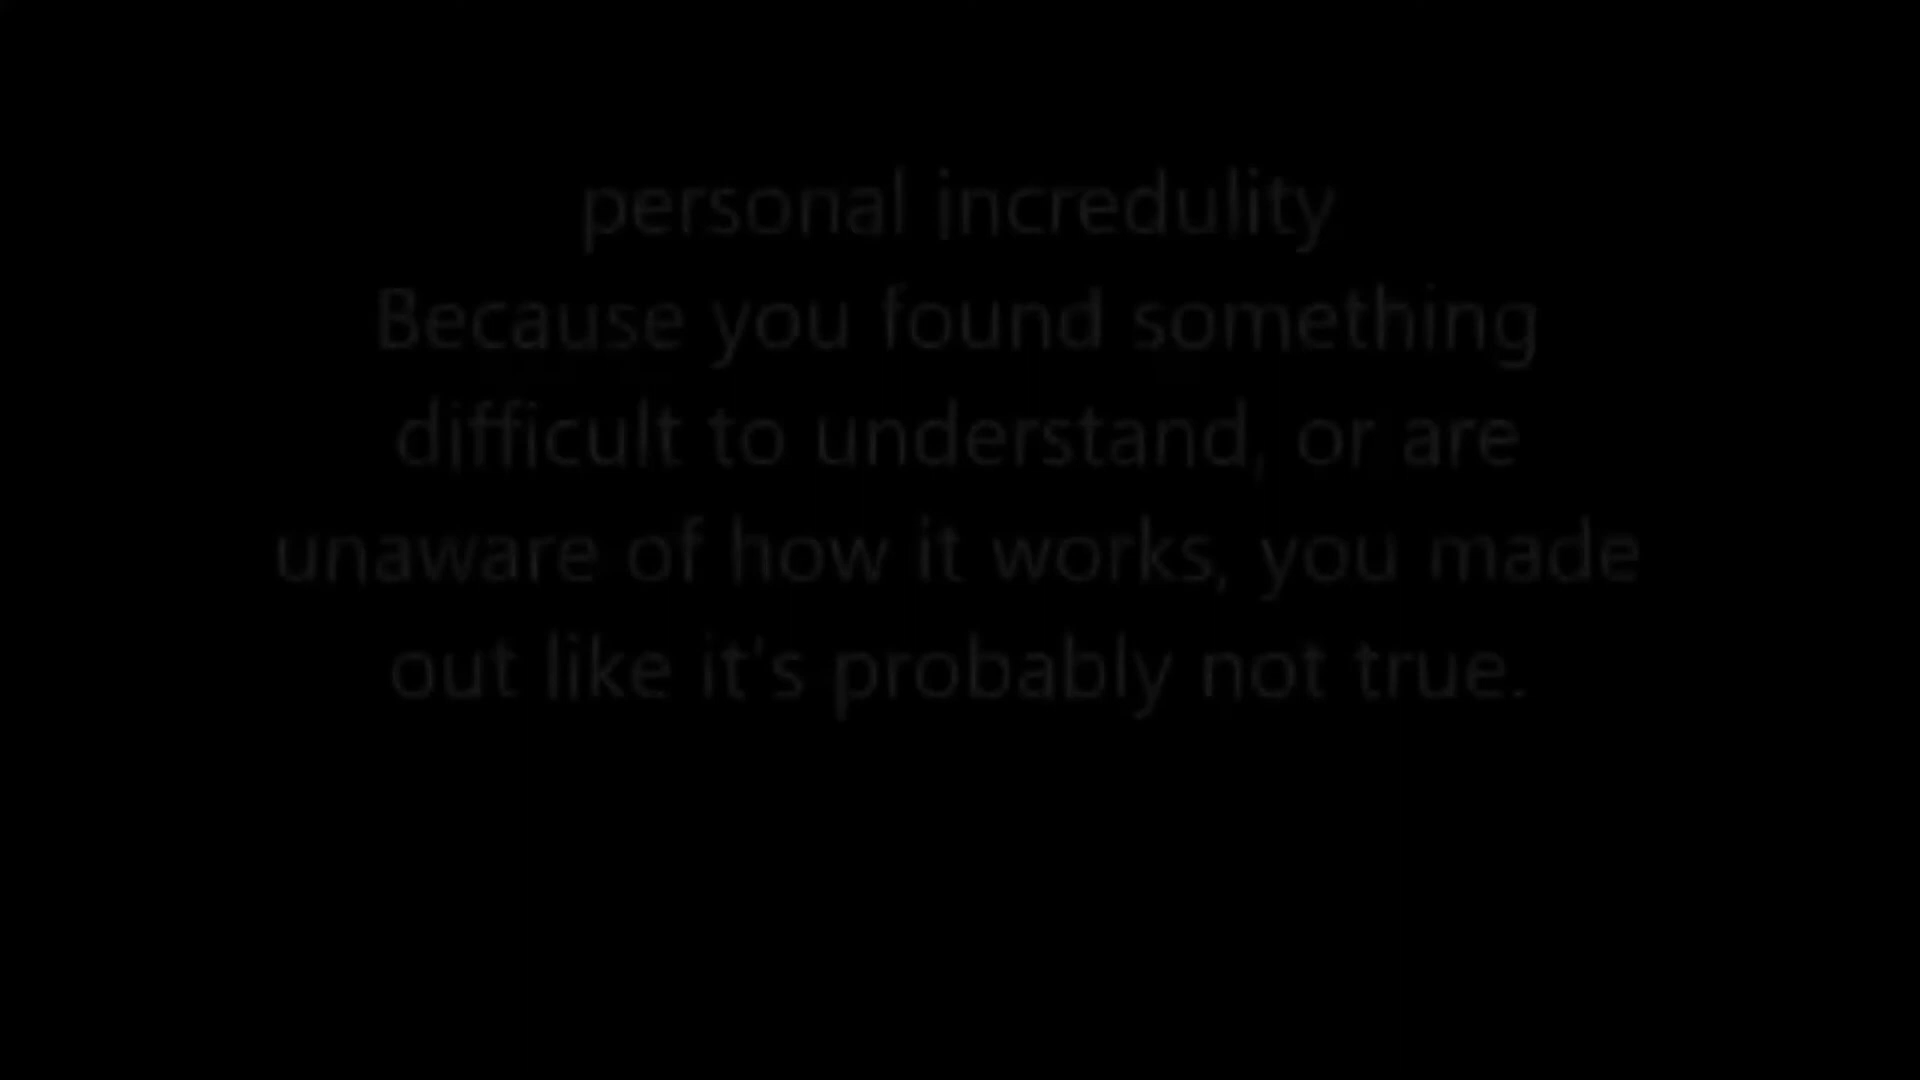 personal incredulity
Because you found something
difficult to understand, or are
unaware of how it works, you made
out like it's probably not true.